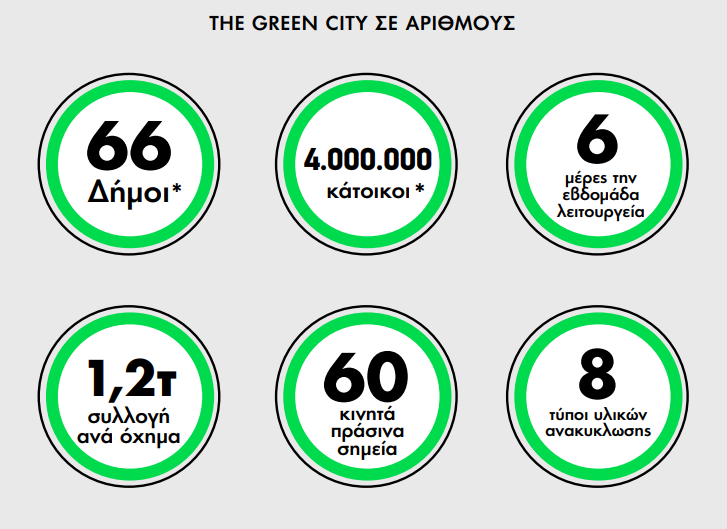 THE GREEN CITY ΣΕ ΑΡΙΘΜΟΥΣ
66
Δήμοι*
4.000.000
κάτοικοι *
6
μέρες την
εβδομάδα
λειτουργεία
1,2τ
συλλογή
ανά όχημα
60
κινητά
πράσινα
σημεία
8
τύποι υλικών
ανακυκλωσης